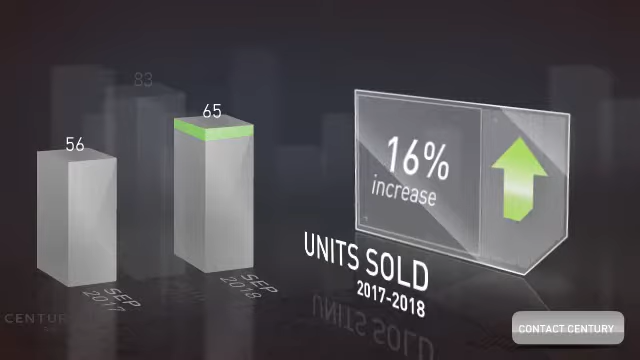 83
56
65
16%
increase
SEP
2017
SEP
2018
UNITS SOLD
2017-2018
CONTACT CENTURY